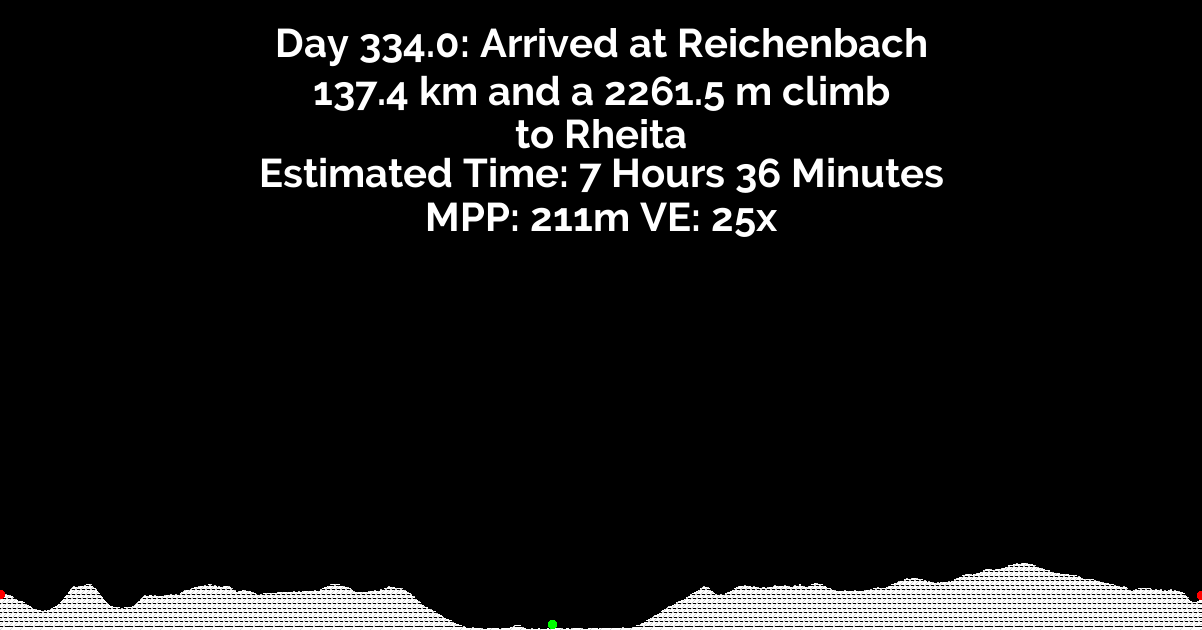 Day 334.0: Arrived at Reichenbach
137.4 km and a 2261.5 m climb
to Rheita
Estimated Time: 7 Hours 36 Minutes
MPP: 211m VE: 25x